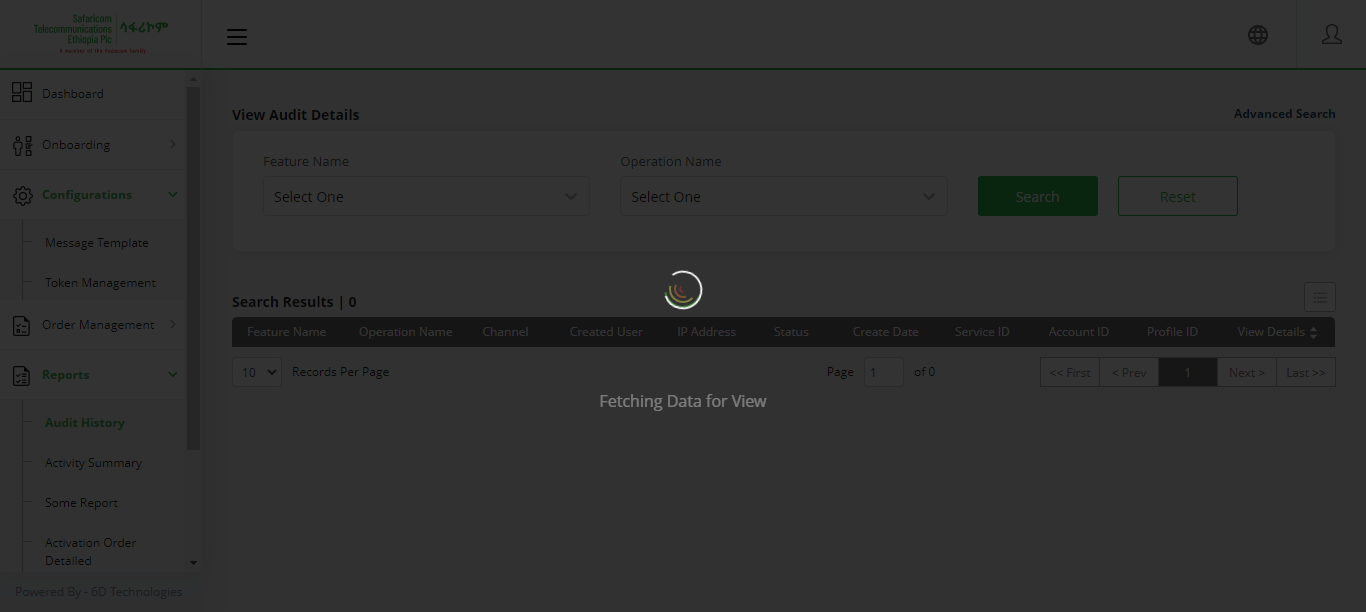 Safaricom
Telecommunications
Ethiopia Plc
ሳፋሪኮም
A member of the Vodacom family
Dashboard
Onboarding
Configurations
Message Template
Token Management
Order Management
Reports
Audit History
Activity Summary
Some Report
Activation Order
Detailed
Powered By - 6D Technologies
View Audit Details
Advanced Search
Feature Name
Operation Name
Select One
Select One
Search
Reset
Search Results | 0
Feature Name Operation Name Channel Created User IP Address Status Create Date Service ID Account ID Profile ID View Details
10 Records Per Page
Page 1 of 0
<< First < Prev 1 Next > Last >>
Fetching Data for View